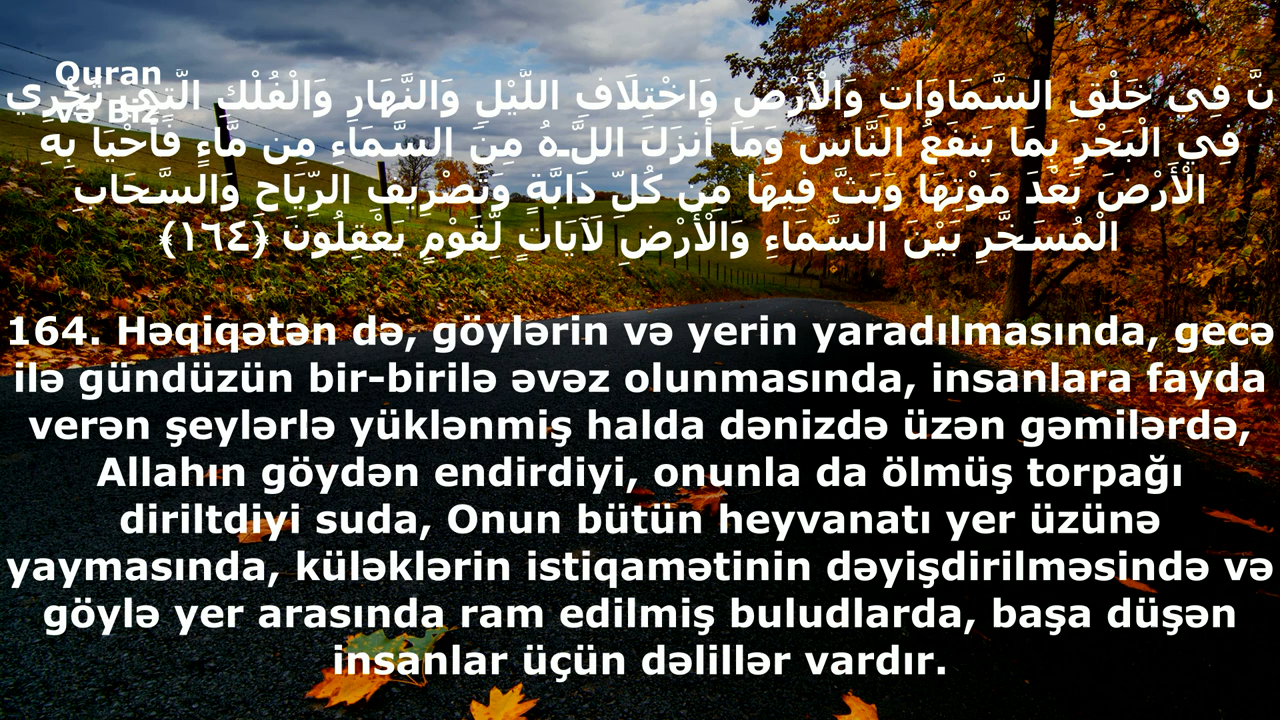 Quran
və Biz
نَّ فِي خَلْقِ السَّمَاوَاتِ وَالْأَرْضِ وَاخْتِلَافِ اللَّيْلِ وَالنَّهَارِ وَالْفُلْكِ الَّتِي تَجْرِي
فِي الْبَحْرِ بِمَا يَنفَعُ النَّاسَ وَمَا أَنزَلَ اللَّـهُ مِنَ السَّمَاءِ مِن مَّاءٍ فَأَحْيَا بِهِ
الْأَرْضَ بَعْدَ مَوْتِهَا وَبَثَّ فِيهَا مِن كُلِّ دَابَّةٍ وَتَصْرِيفِ الرِّيَاحِ وَالسَّحَابِ
الْمُسَخَّرِ بَيْنَ السَّمَاءِ وَالْأَرْضِ لَآيَاتٍ لِّقَوْمٍ يَعْقِلُونَ ﴿١٦٤﴾
164. Həqiqətən də, göylərin və yerin yaradılmasında, gecə
ilə gündüzün bir-birilə əvəz olunmasında, insanlara fayda
verən şeylərlə yüklənmiş halda dənizdə üzən gəmilərdə,
Allahın göydən endirdiyi, onunla da ölmüş torpağı
diriltdiyi suda, Onun bütün heyvanatı yer üzünə
yaymasında, küləklərin istiqamətinin dəyişdirilməsində və
göylə yer arasında ram edilmiş buludlarda, başa düşən
insanlar üçün dəlillər vardır.